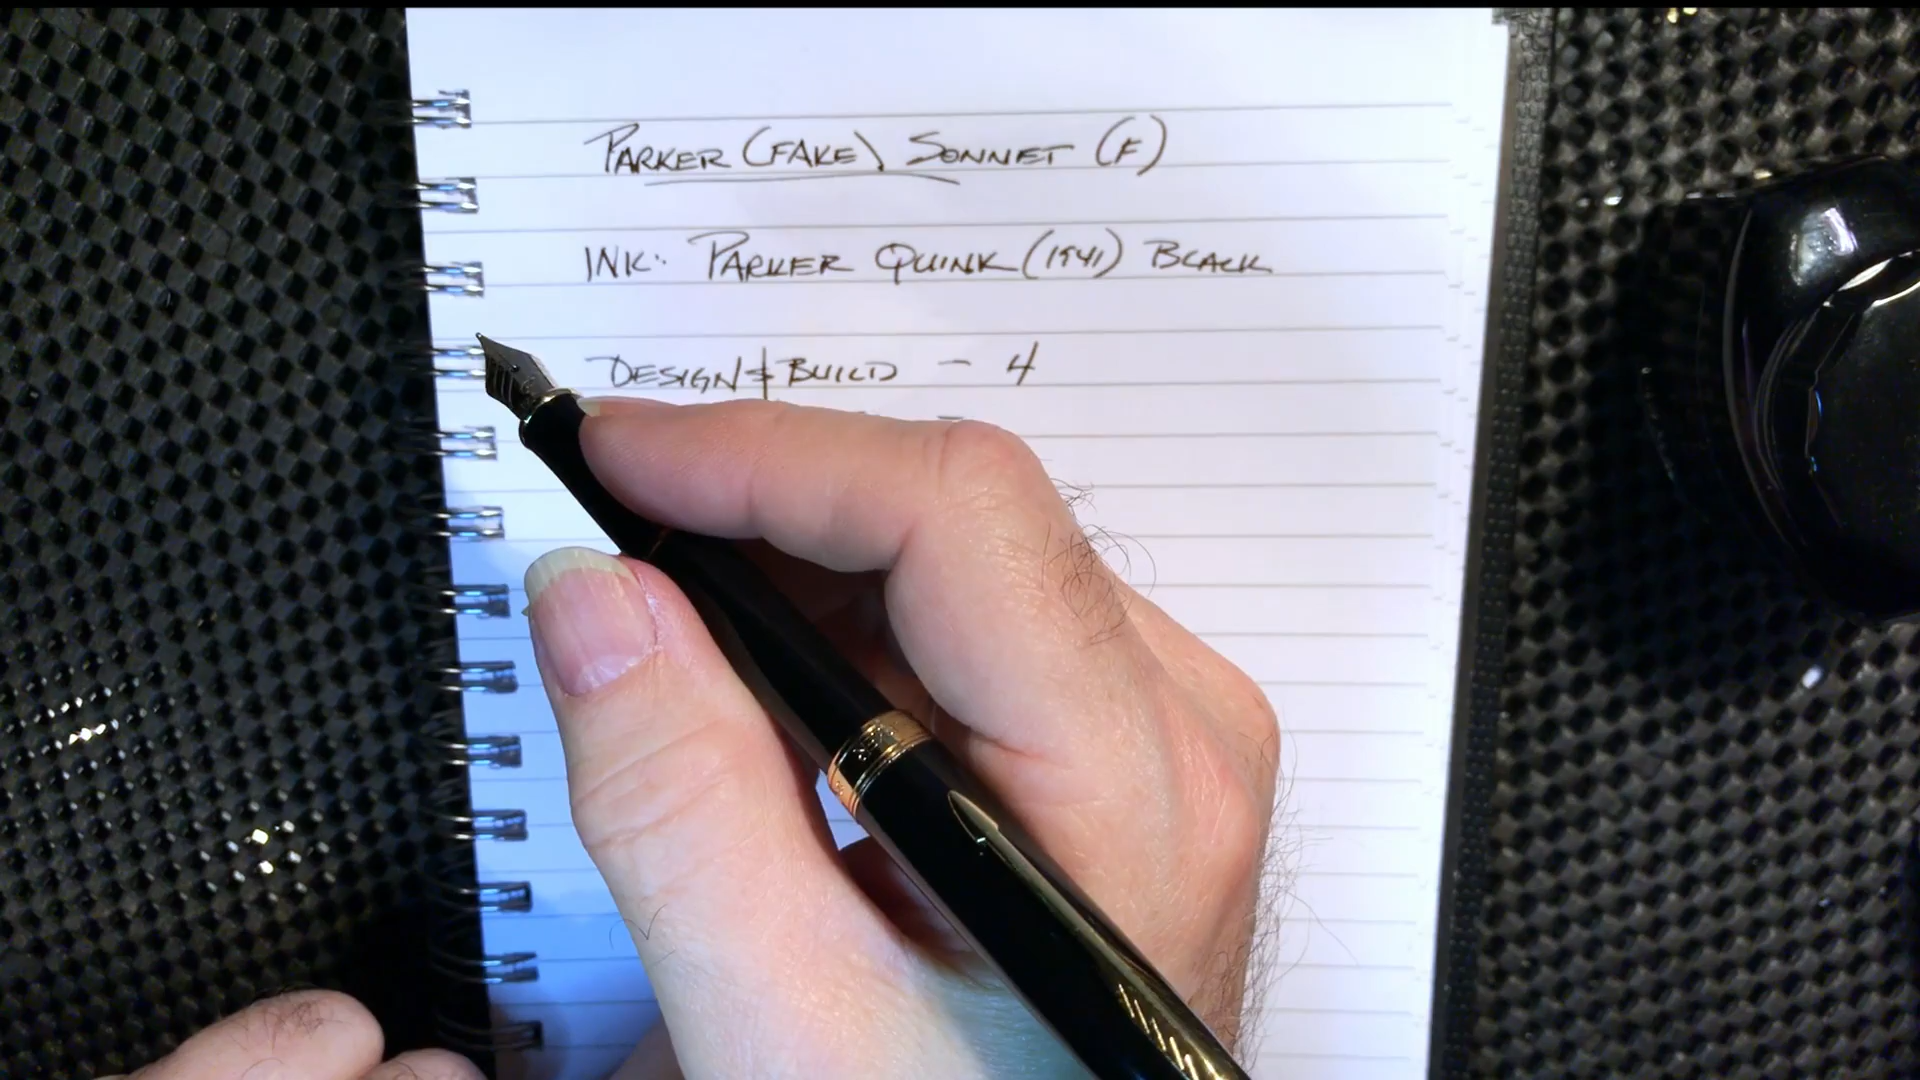 PARKER (FAKE) SONNET (F)
INK: PARKER QUINK (1941) BLACK
DESIGN & BUILD - 4